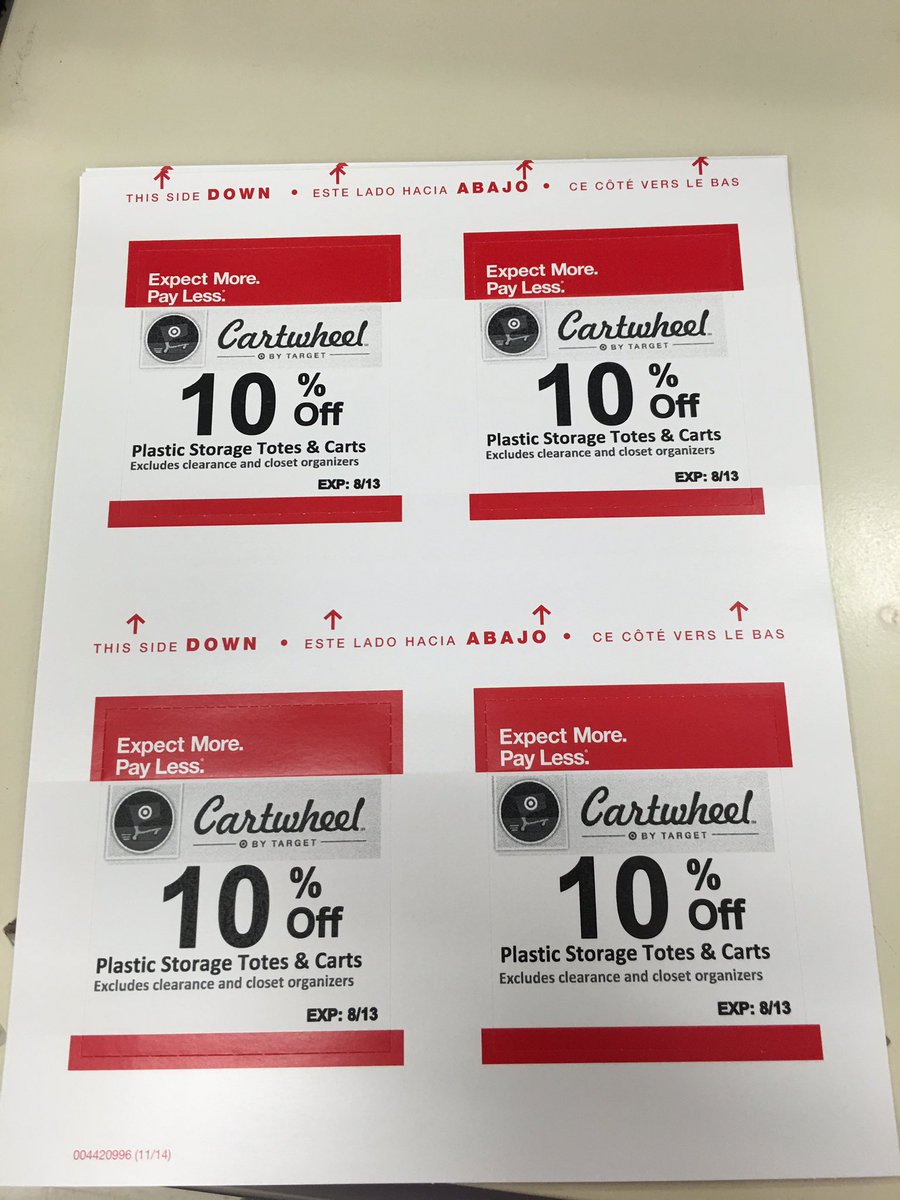 THIS SIDE DOWN • ESTE LADO HACIA ABAJO • CE CÔTÉ VERS LE BAS
Expect More.
Pay Less.
Cartwheel
BY TARGET
10 % Off
Plastic Storage Totes & Carts
Excludes clearance and closet organizers
EXP: 8/13
Expect More.
Pay Less.
Cartwheel
BY TARGET
10 % Off
Plastic Storage Totes & Carts
Excludes clearance and closet organizers
EXP: 8/13
THIS SIDE DOWN • ESTE LADO HACIA ABAJO • CE CÔTÉ VERS LE BAS
Expect More.
Pay Less.
Cartwheel
BY TARGET
10 % Off
Plastic Storage Totes & Carts
Excludes clearance and closet organizers
EXP: 8/13
Expect More.
Pay Less.
Cartwheel
BY TARGET
10 % Off
Plastic Storage Totes & Carts
Excludes clearance and closet organizers
EXP: 8/13
004420996 (11/14)